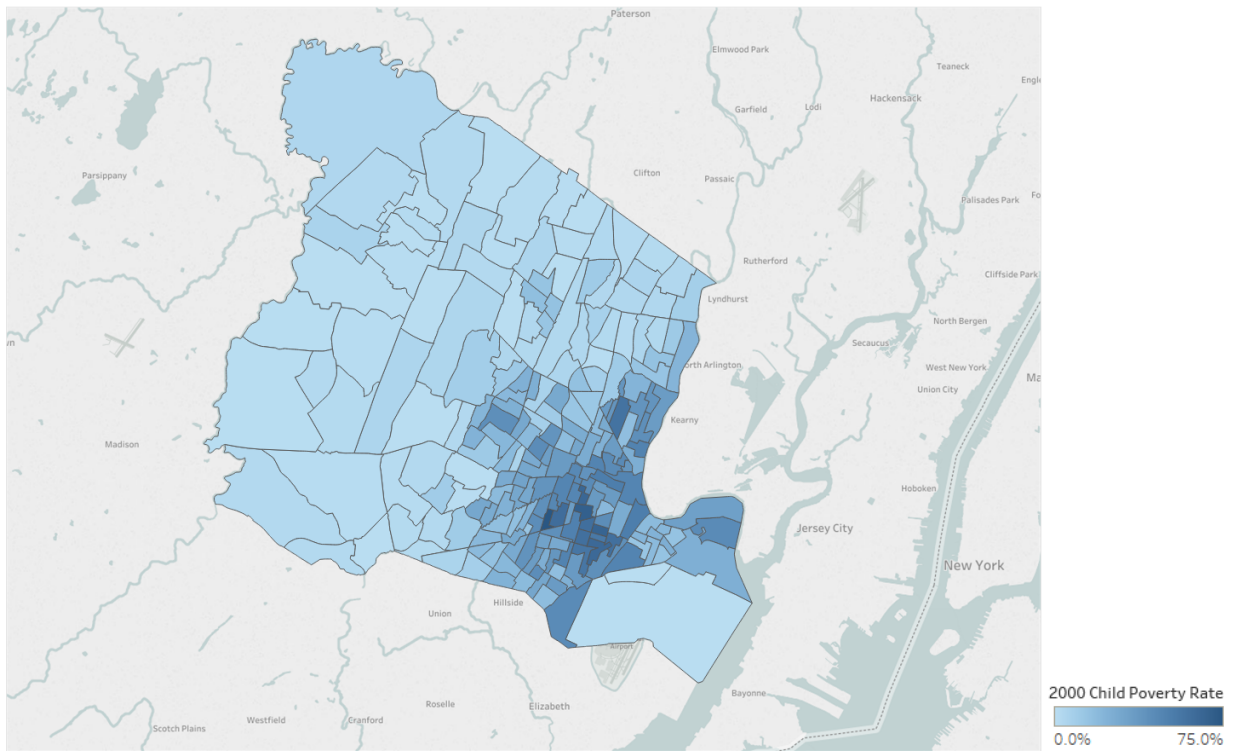 Paterson
Elmwood Park
Teaneck
Hackensack
Garfield
Lodi
Clifton
Parsippany
Passaic
Palisades Park
Rutherford
Cliffside Park
Lyndhurst
North Bergen
Secaucus
orth Arlington
West New York
Union City
Kearny
Madison
Hoboken
Jersey City
New York
Hillside
Union
Airport
Bayonne
Roselle
Elizabeth
Westfield
Cranford
Scotch Plains
2000 Child Poverty Rate
0.0% 75.0%